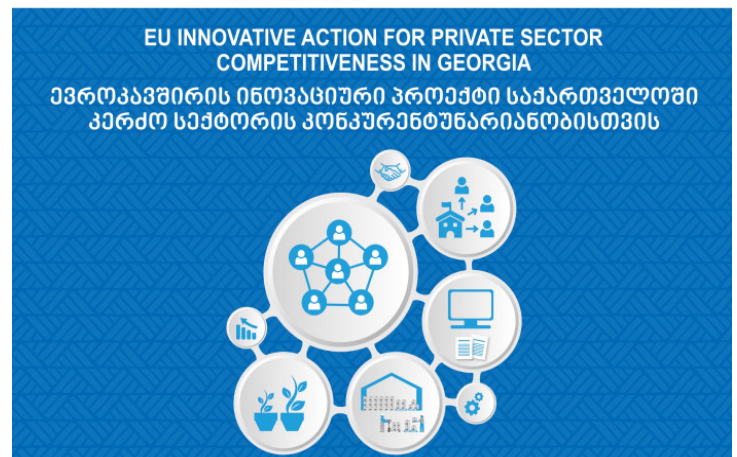 EU INNOVATIVE ACTION FOR PRIVATE SECTOR
COMPETITIVENESS IN GEORGIA
ევროკავშირის ინოვაციური პროექტი საქართველოში
კერძო სექტორის კონკურენტუნარიანობისთვის